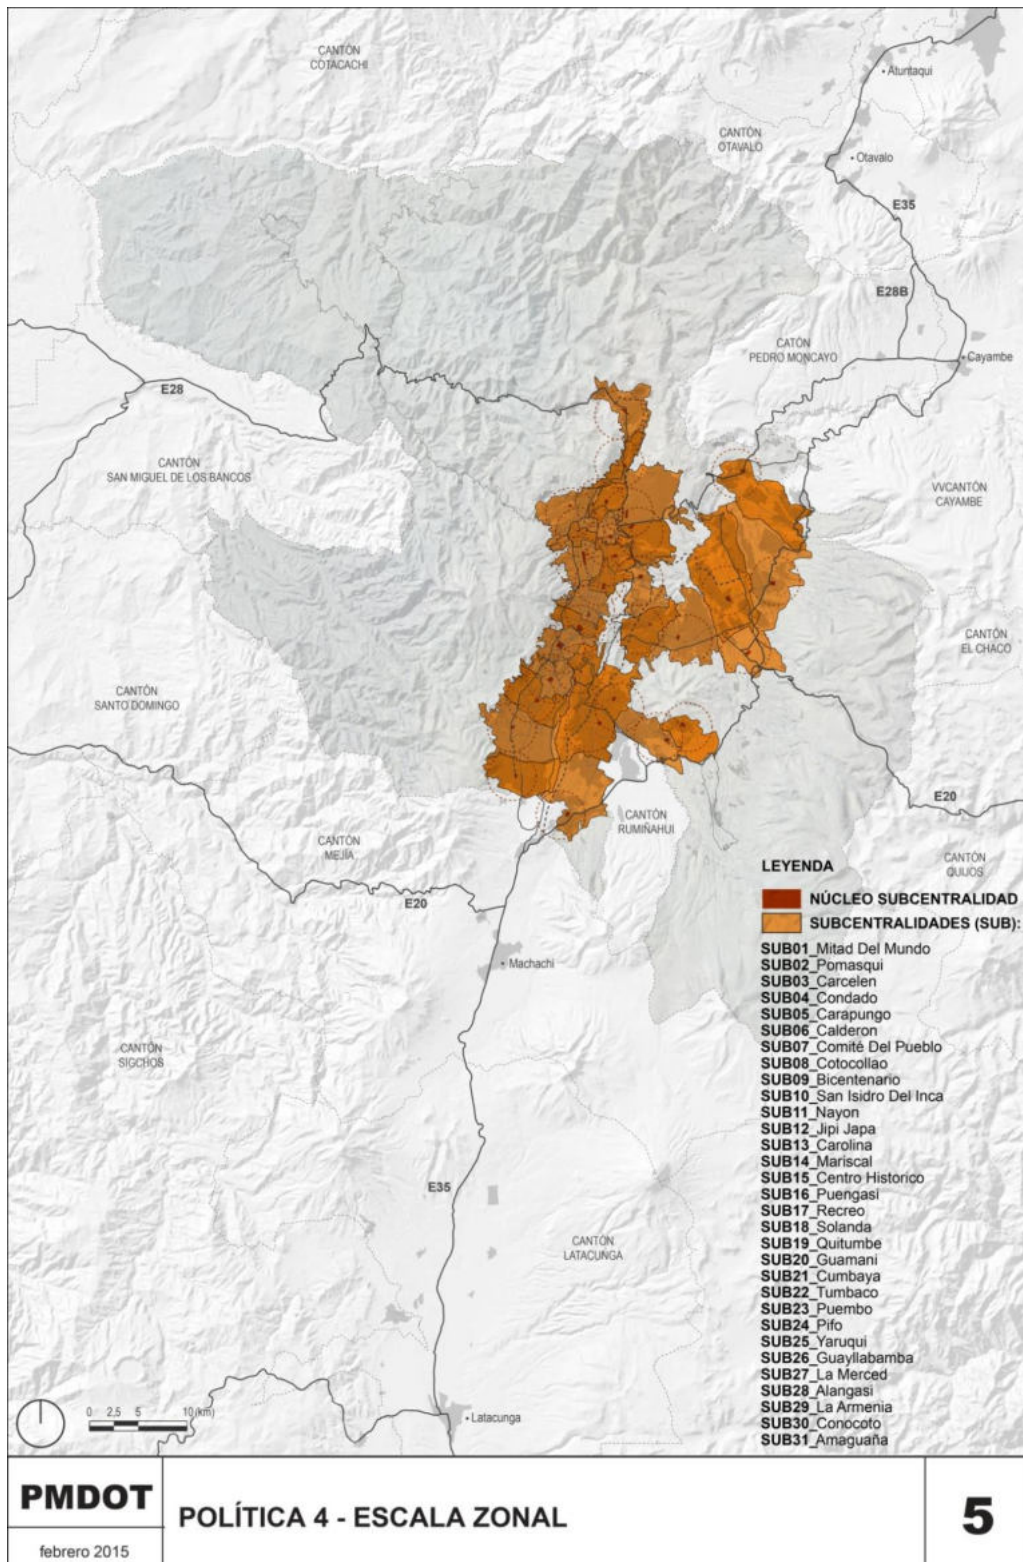 CANTÓN
COTACACHI
Atuntaqui
CANTÓN
OTAVALO
Otavalo
E35
E28B
CATÓN
PEDRO MONCAYO
Cayambe
E28
CANTÓN
SAN MIGUEL DE LOS BANCOS
VVCANTÓN
CAYAMBE
CANTÓN
EL CHACO
CANTÓN
SANTO DOMINGO
E20
CANTÓN
RUMIÑAHUI
CANTÓN
MEJÍA
CANTÓN
QUIJOS
E20
Machachi
CANTÓN
SIGCHOS
E35
CANTÓN
LATACUNGA
Latacunga
0 2,5 5 10 (km)
LEYENDA
NÚCLEO SUBCENTRALIDAD
SUBCENTRALIDADES (SUB):
SUB01_Mitad Del Mundo
SUB02_Pomasqui
SUB03_Carcelen
SUB04_Condado
SUB05_Carapungo
SUB06_Calderon
SUB07_Comité Del Pueblo
SUB08_Cotocollao
SUB09_Bicentenario
SUB10_San Isidro Del Inca
SUB11_Nayon
SUB12_Jipi Japa
SUB13_Carolina
SUB14_Mariscal
SUB15_Centro Historico
SUB16_Puengasi
SUB17_Recreo
SUB18_Solanda
SUB19_Quitumbe
SUB20_Guamani
SUB21_Cumbaya
SUB22_Tumbaco
SUB23_Puembo
SUB24_Pifo
SUB25_Yaruqui
SUB26_Guayllabamba
SUB27_La Merced
SUB28_Alangasi
SUB29_La Armenia
SUB30_Conocoto
SUB31_Amaguaña
PMDOT
febrero 2015
POLÍTICA 4 - ESCALA ZONAL
5